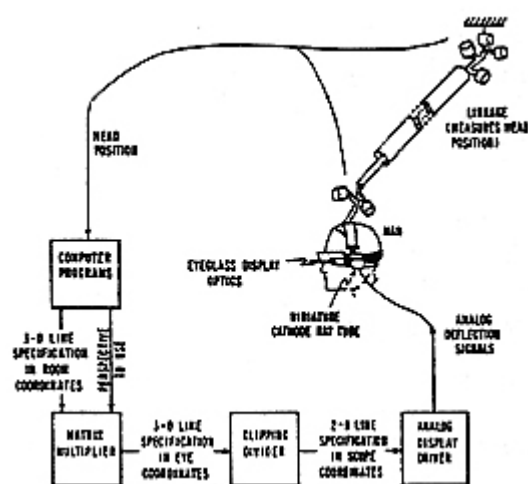 LINKAGE
(MEASURES HEAD
POSITION)
HEAD
POSITION
MAN
COMPUTER
PROGRAMS
EYEGLASS DISPLAY
OPTICS
MINIATURE
CATHODE RAY TUBE
ANALOG
DEFLECTION
SIGNALS
3-D LINE
SPECIFICATION
IN ROOM
COORDINATES
PERSPECTIVE
TO USE
MATRIX
MULTIPLIER
3-D LINE
SPECIFICATION
IN EYE
COORDINATES
CLIPPING
DIVIDER
2-D LINE
SPECIFICATION
IN SCOPE
COORDINATES
ANALOG
DISPLAY
DRIVER